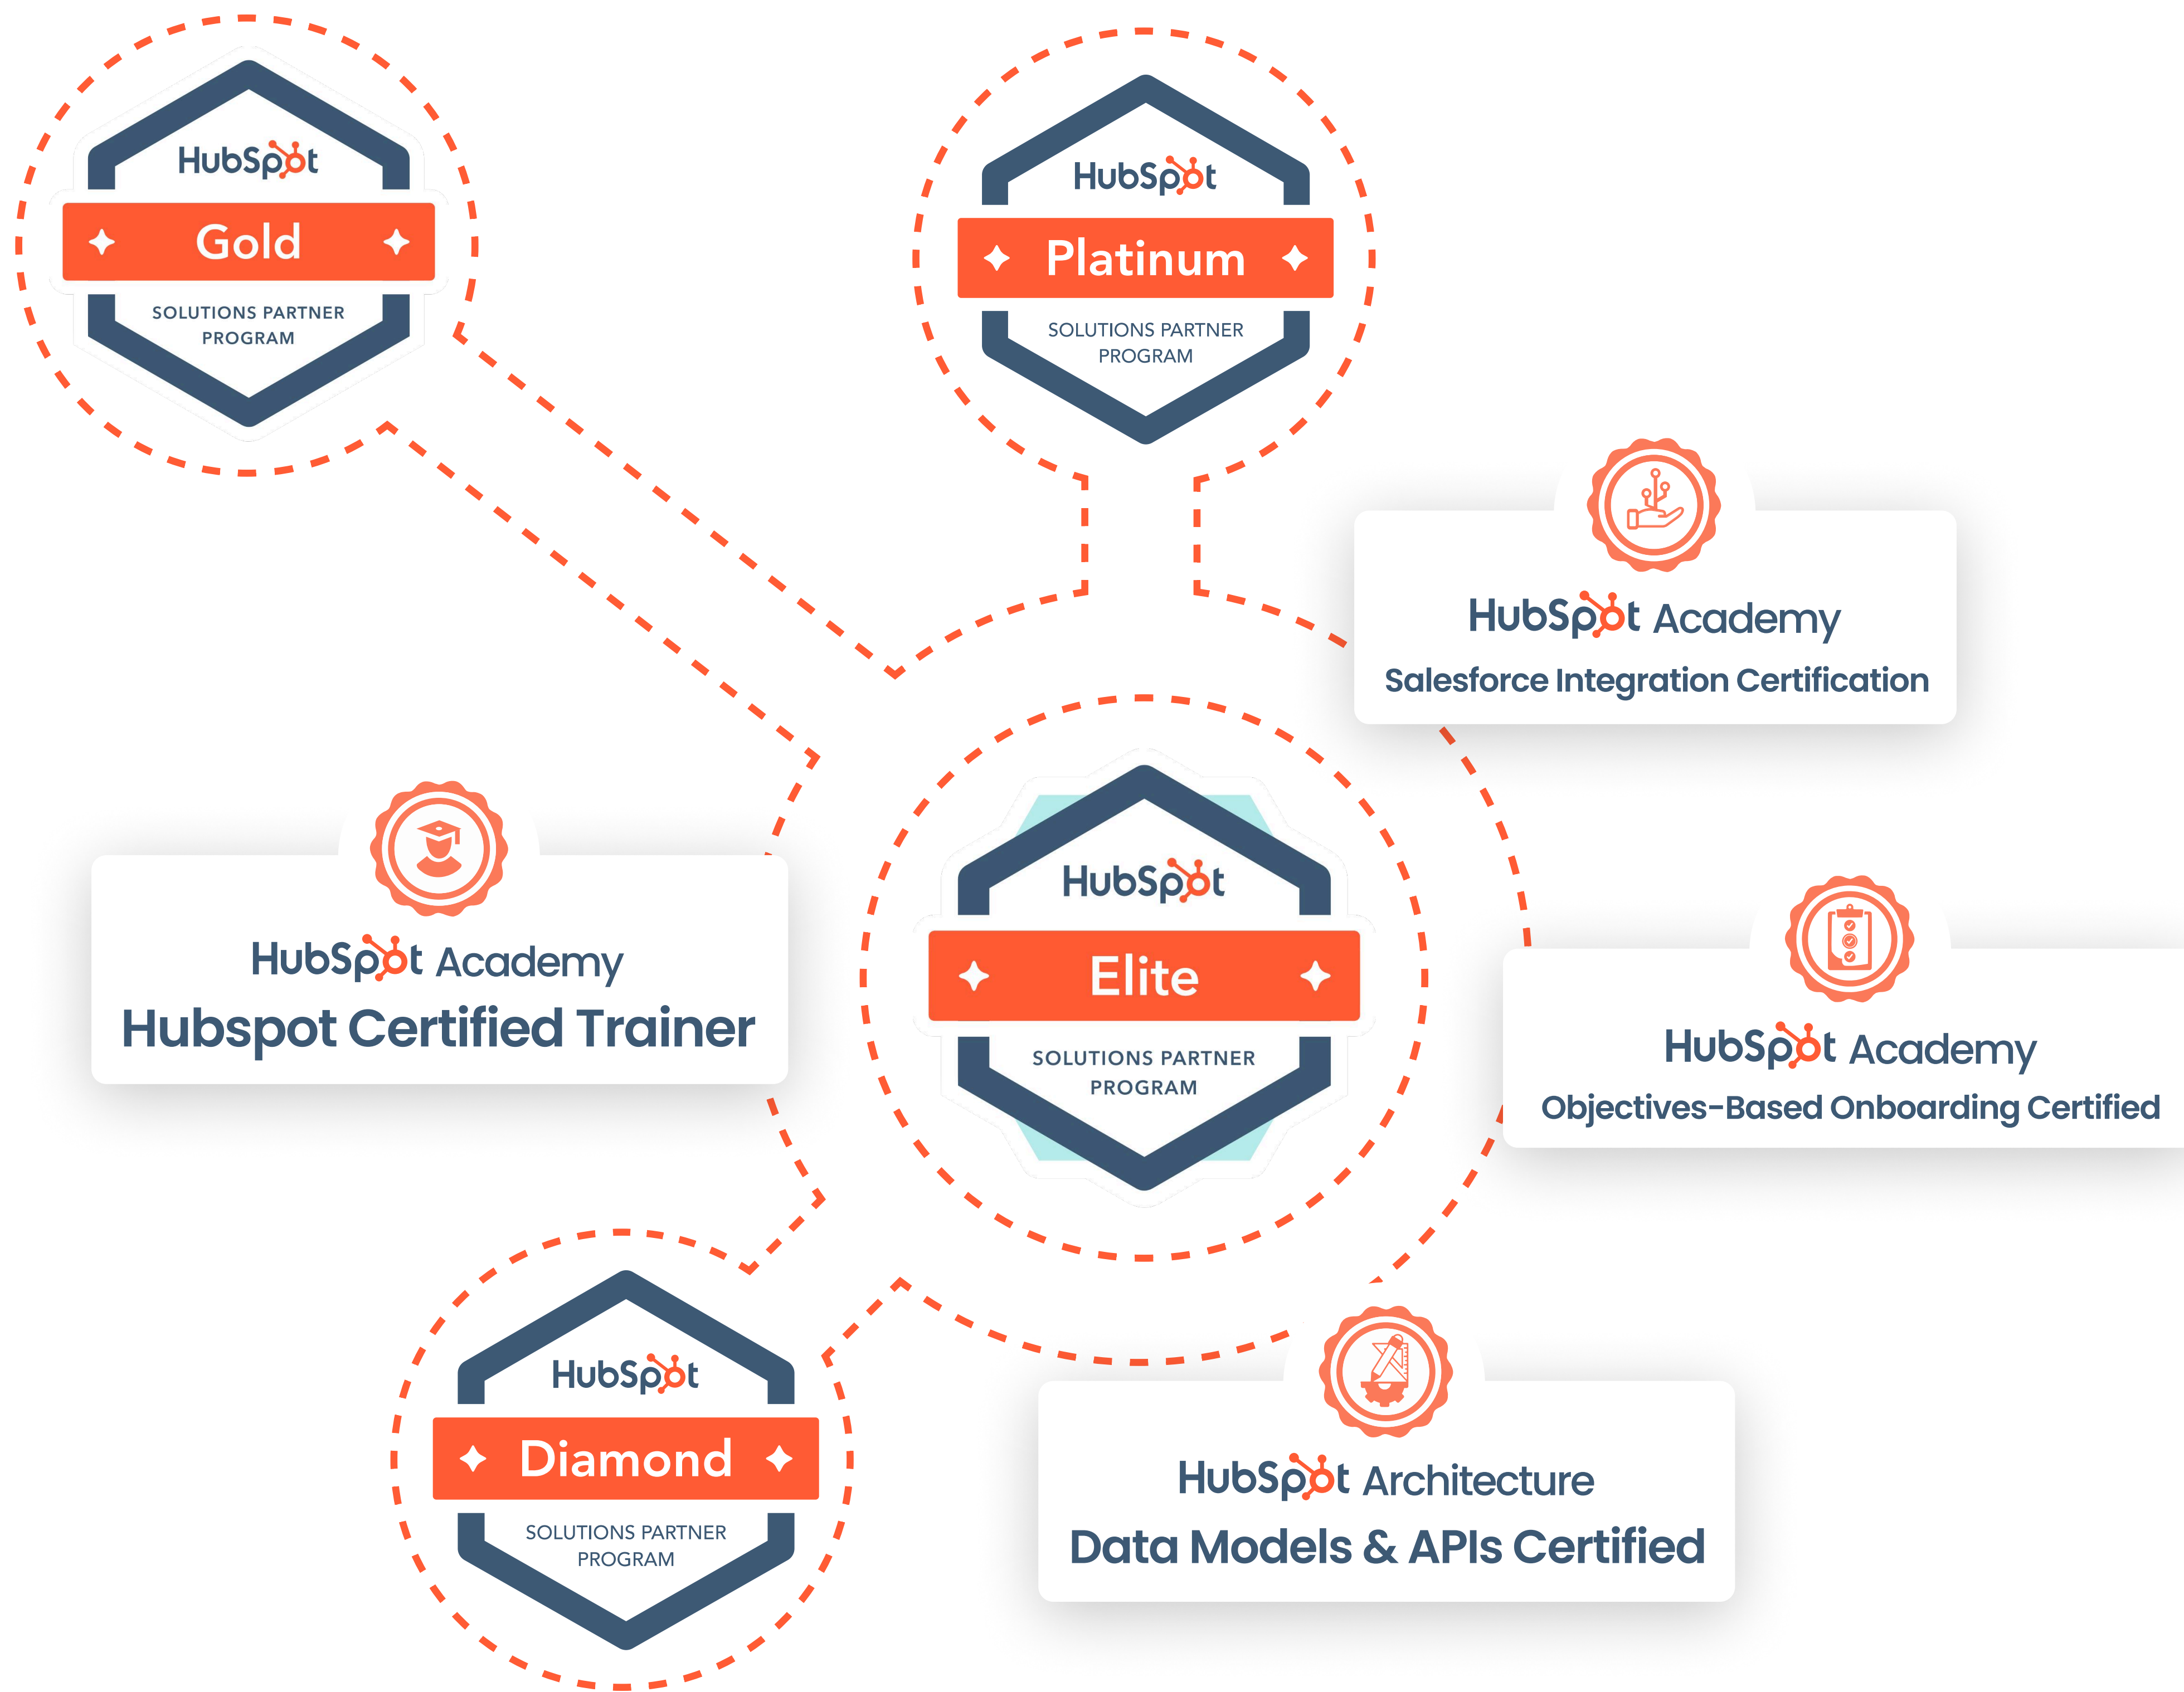 HubSpot
Gold
SOLUTIONS PARTNER
PROGRAM
HubSpot
Platinum
SOLUTIONS PARTNER
PROGRAM
HubSpot Academy
Salesforce Integration Certification
HubSpot Academy
Hubspot Certified Trainer
HubSpot
Elite
SOLUTIONS PARTNER
PROGRAM
HubSpot Academy
Objectives-Based Onboarding Certified
HubSpot
Diamond
SOLUTIONS PARTNER
PROGRAM
HubSpot Architecture
Data Models & APIs Certified